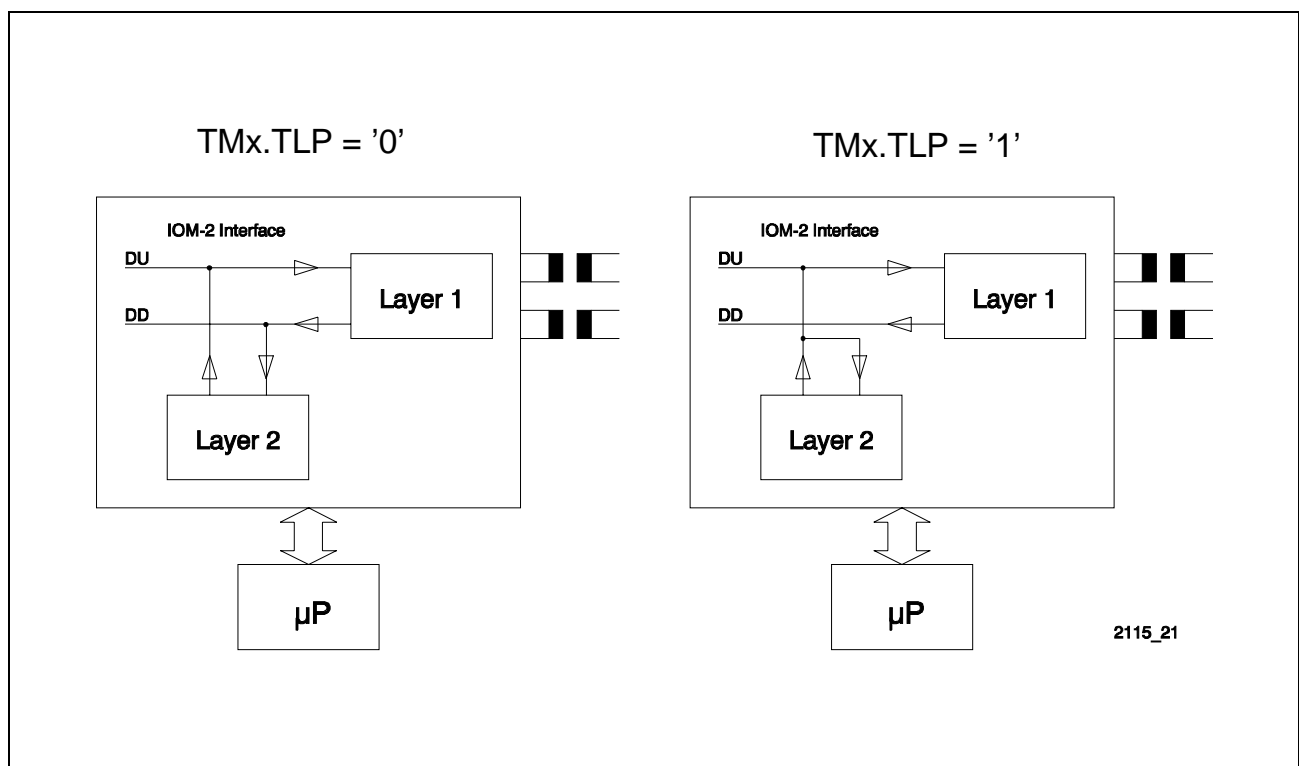 TMx.TLP = ’0’
IOM-2 Interface
DU
DD
Layer 1
Layer 2
µP
TMx.TLP = ’1’
IOM-2 Interface
DU
DD
Layer 1
Layer 2
µP
2115_21